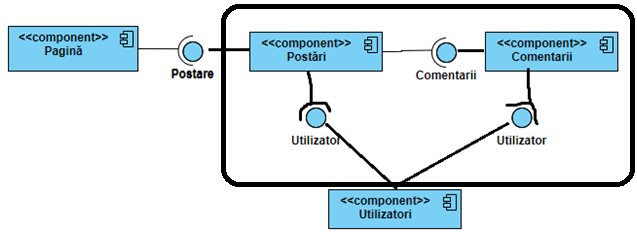 <<component>>
Pagină
Postare
<<component>>
Postări
Comentarii
<<component>>
Comentarii
Utilizator
Utilizator
<<component>>
Utilizatori